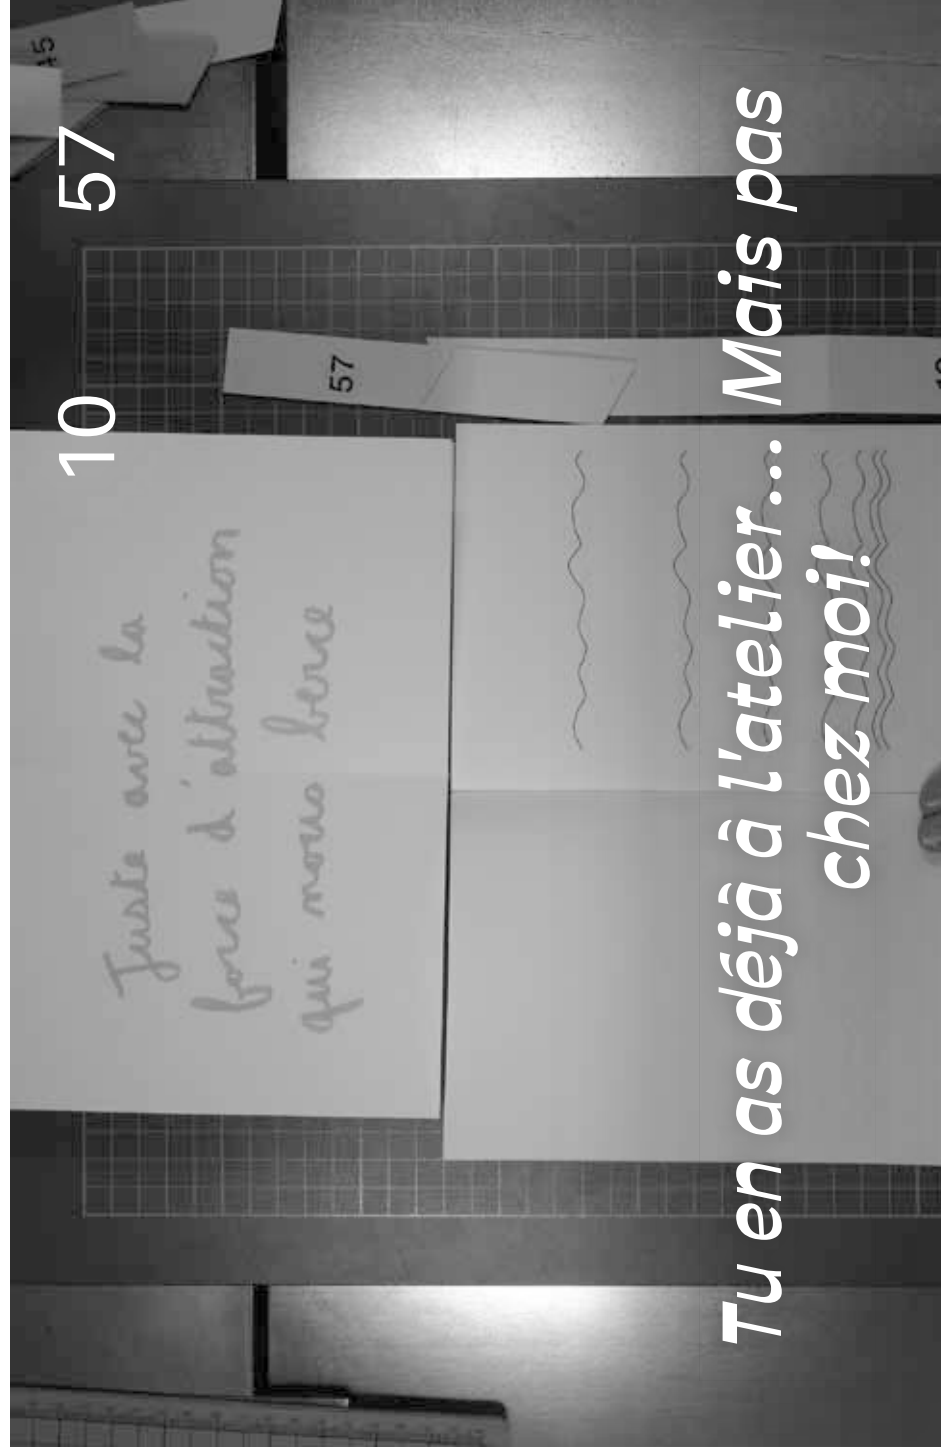 10 57
Juste avec la
force d'attraction
qui nous berce
57
Tu en as déjà à l'atelier... Mais pas
chez moi!